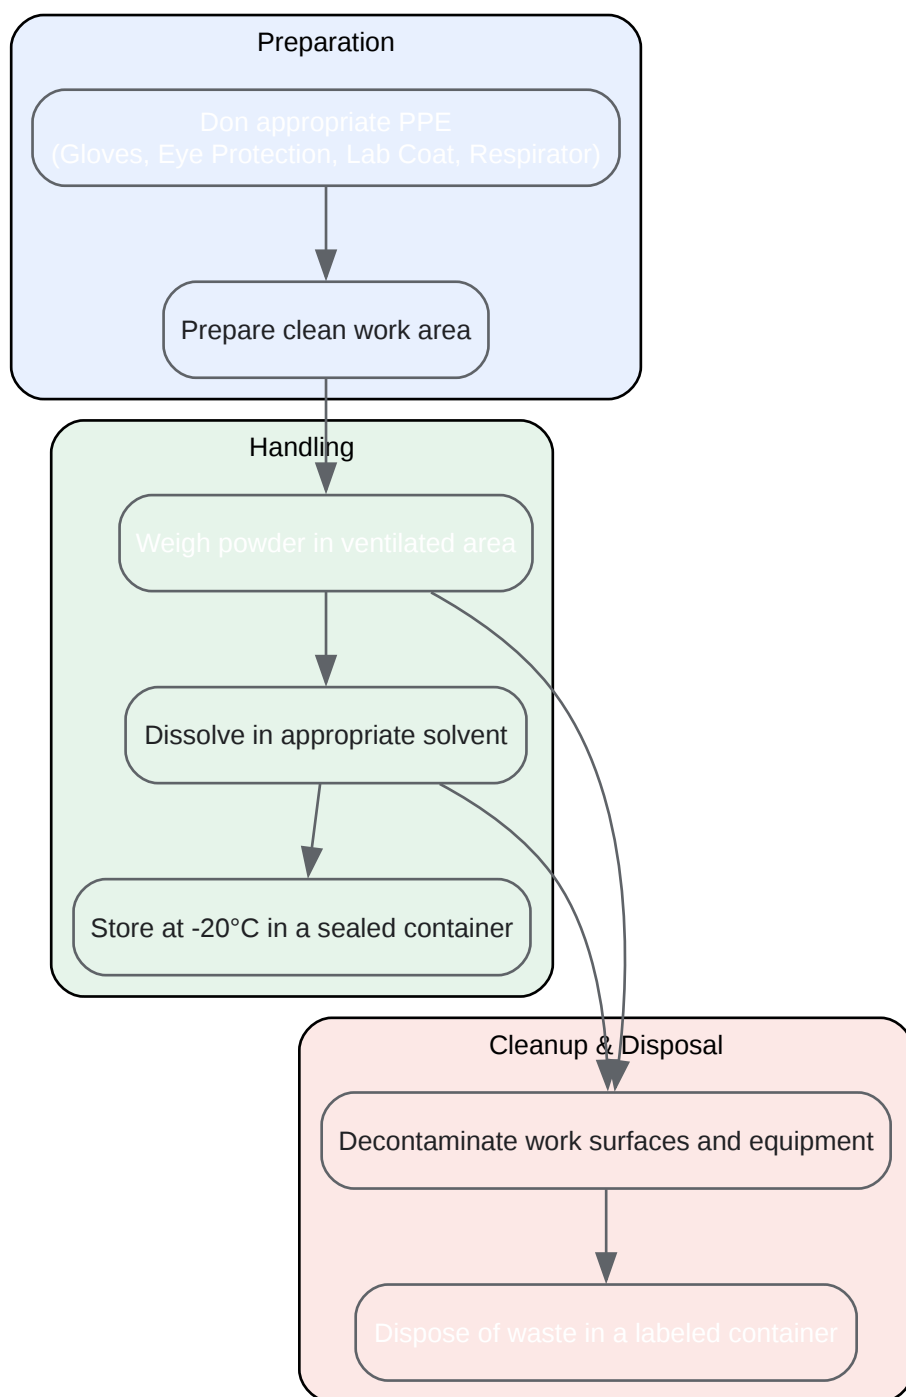 Preparation
Don appropriate PPE
(Gloves, Eye Protection, Lab Coat, Respirator)
Prepare clean work area
Handling
Weigh powder in ventilated area
Dissolve in appropriate solvent
Store at -20°C in a sealed container
Cleanup & Disposal
Decontaminate work surfaces and equipment
Dispose of waste in a labeled container